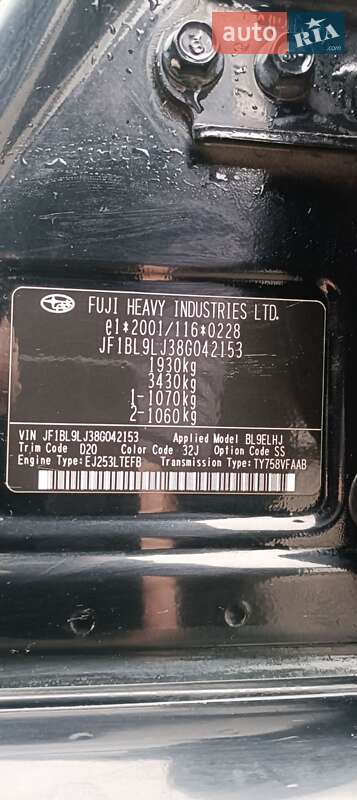 auto RIA.com
FUJI HEAVY INDUSTRIES LTD.
e1*2001/116*0228
JF1BL9LJ38G042153
1930kg
3430kg
1-1070kg
2-1060kg
VIN JF1BL9LJ38G042153 Applied Model BL9ELHJ
Trim Code D20 Color Code 32J Option Code SS
Engine Type:EJ253LTEFB Transmission Type:TY758VFAAB